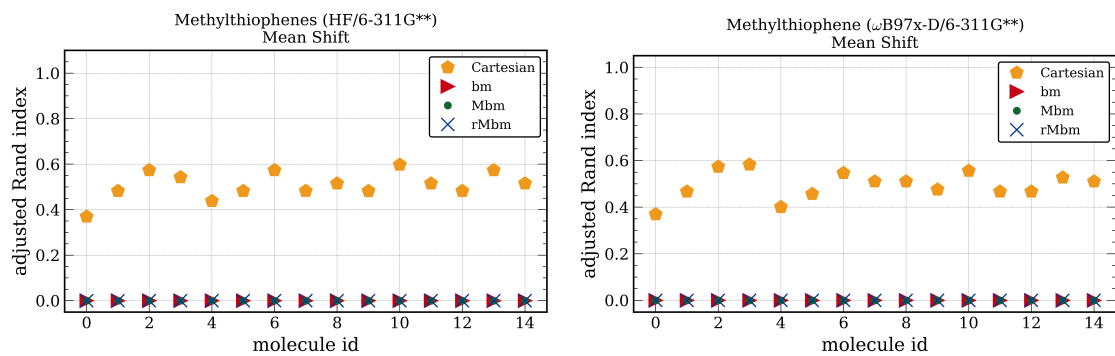 Methylthiophenes (HF/6-311G**)
Mean Shift
adjusted Rand index
1.0
0.8
0.6
0.4
0.2
0.0
Cartesian
bm
Mbm
rMbm
0 2 4 6 8 10 12 14
molecule id
Methylthiophene (ωB97x-D/6-311G**)
Mean Shift
adjusted Rand index
1.0
0.8
0.6
0.4
0.2
0.0
Cartesian
bm
Mbm
rMbm
0 2 4 6 8 10 12 14
molecule id